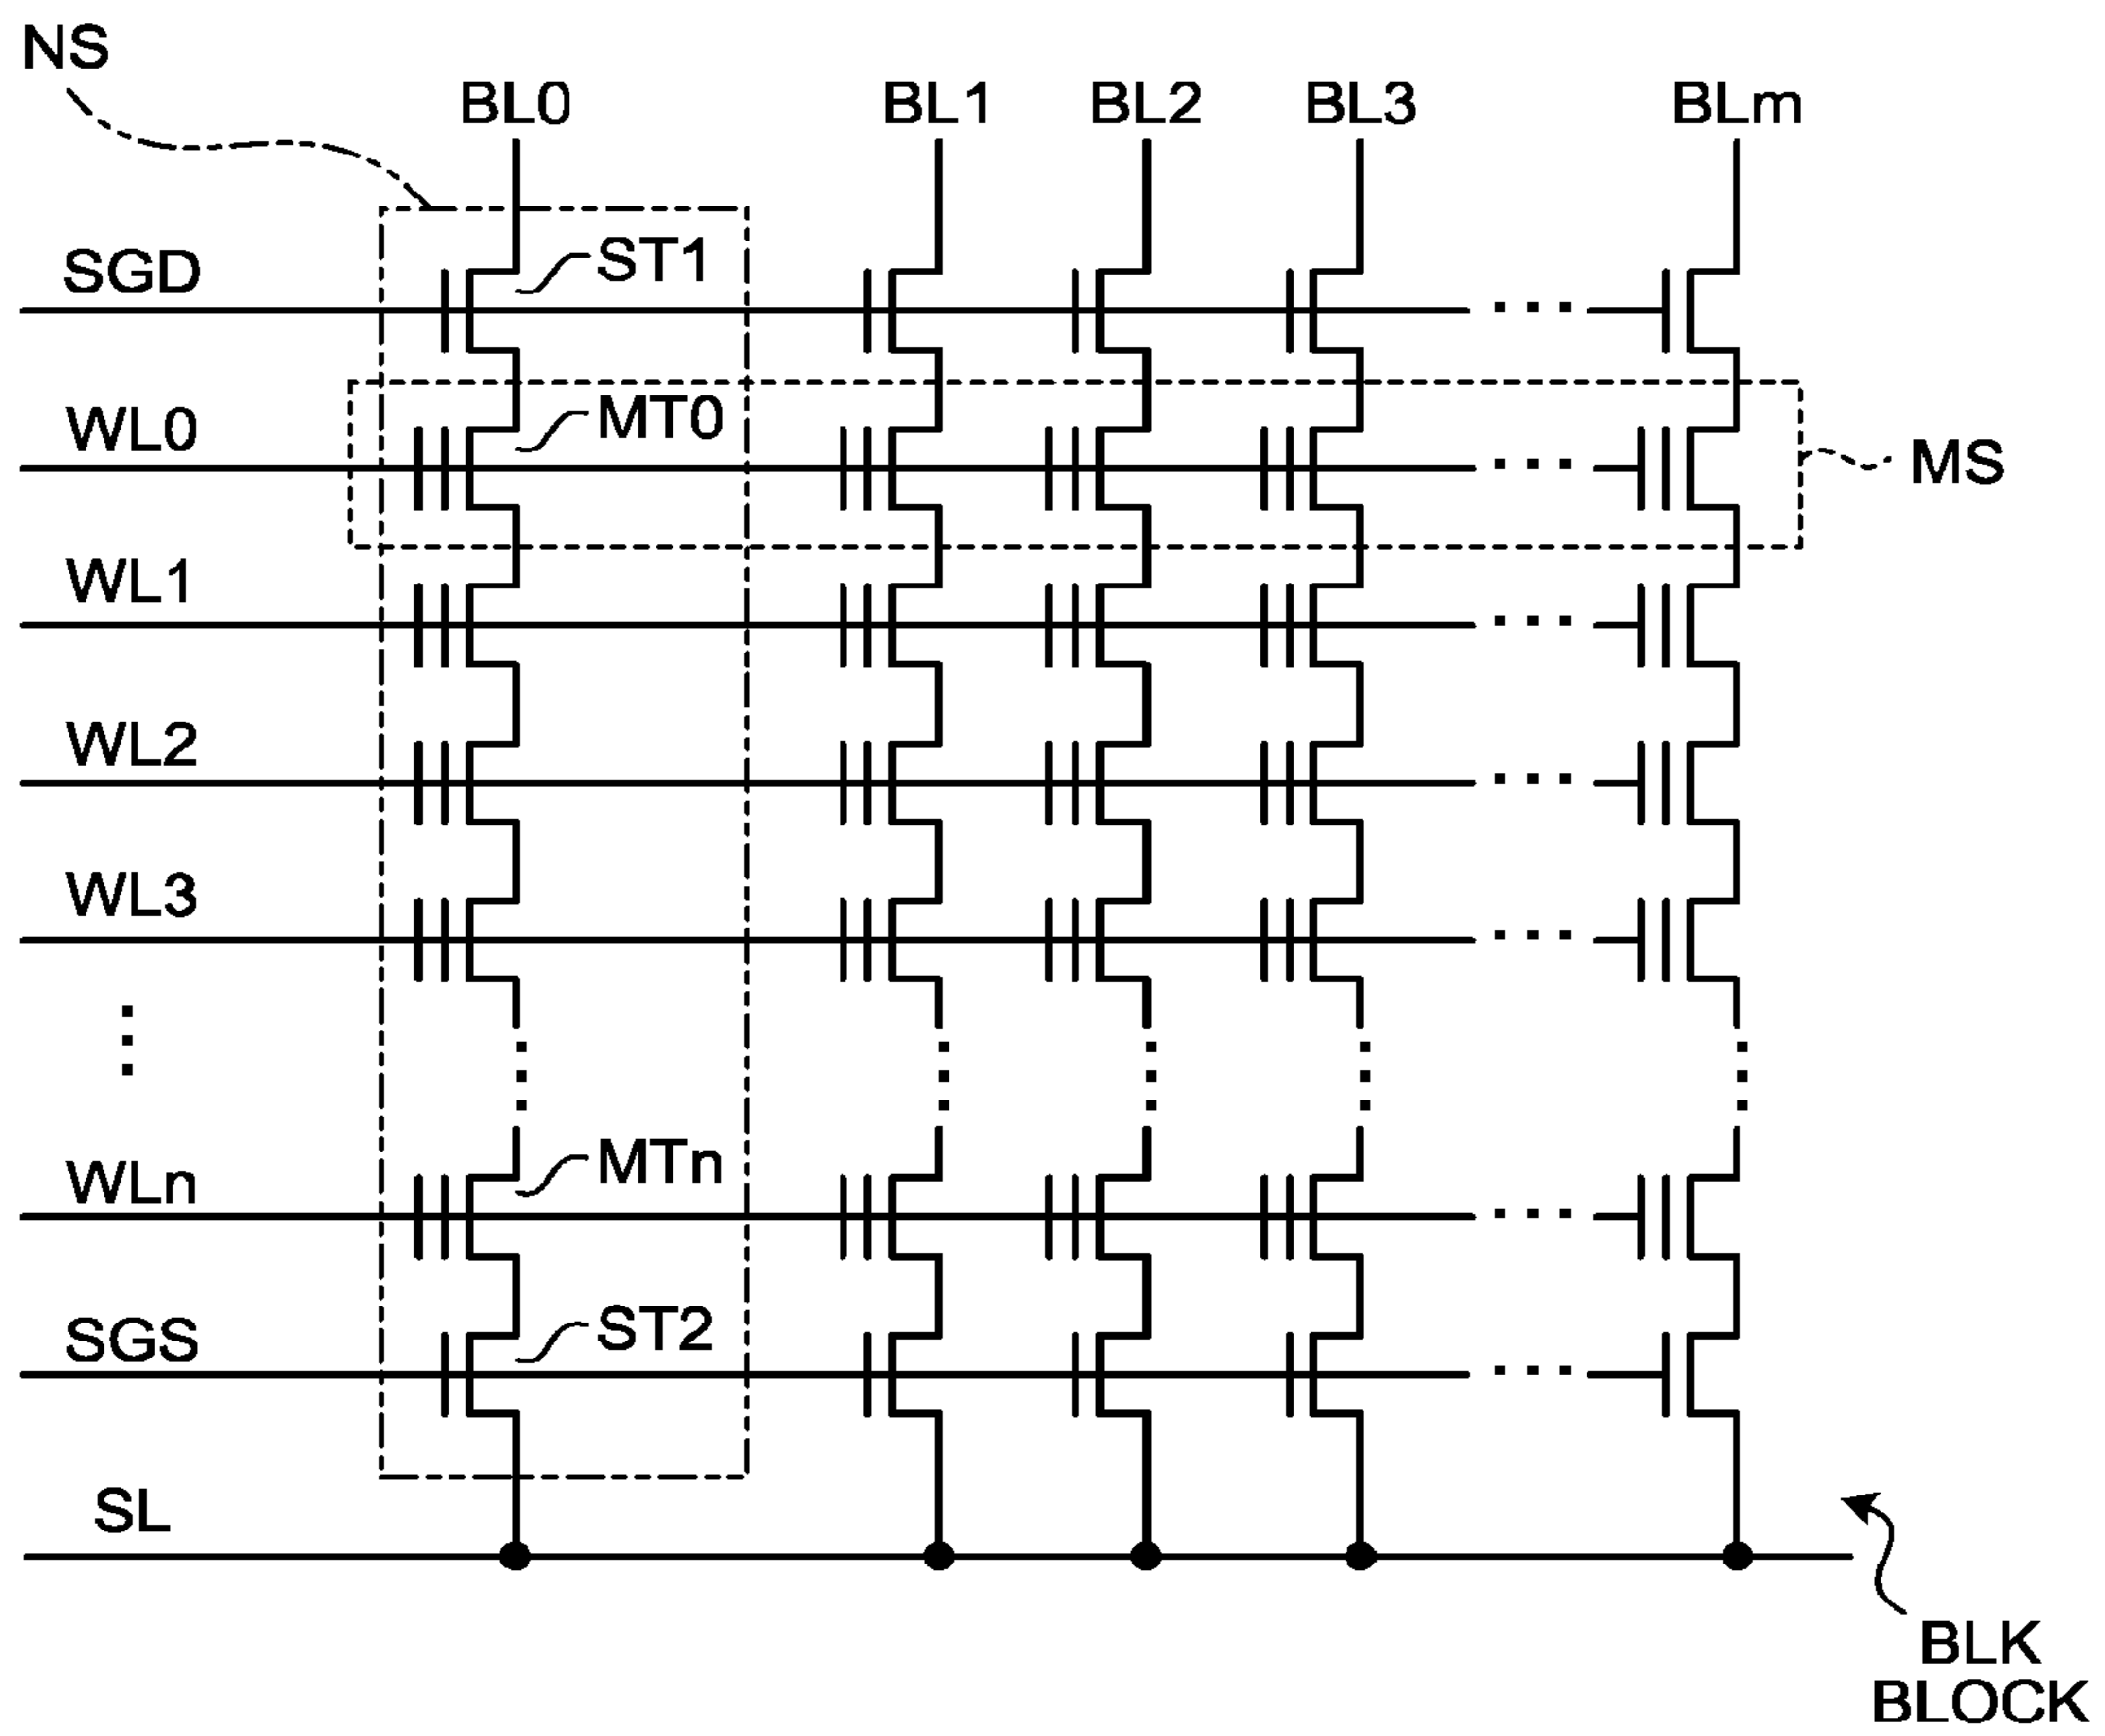 NS
BL0 BL1 BL2 BL3 BLm
SGD
ST1
WL0
MT0
MS
WL1
WL2
WL3
WLn
MTn
SGS
ST2
SL
BLK
BLOCK